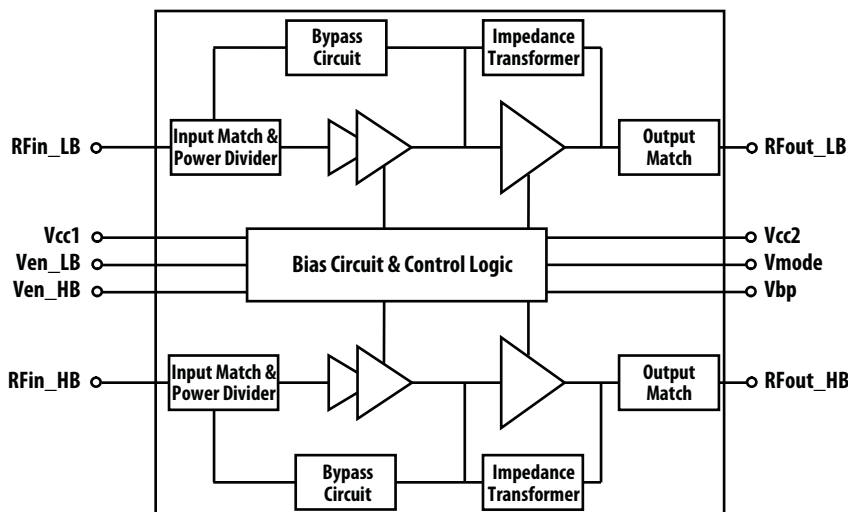 Bypass
Circuit
Impedance
Transformer
RFin_LB
Input Match &
Power Divider
Output
Match
RFout_LB
Vcc1
Ven_LB
Ven_HB
Bias Circuit & Control Logic
Vcc2
Vmode
Vbp
RFin_HB
Input Match &
Power Divider
Output
Match
RFout_HB
Bypass
Circuit
Impedance
Transformer